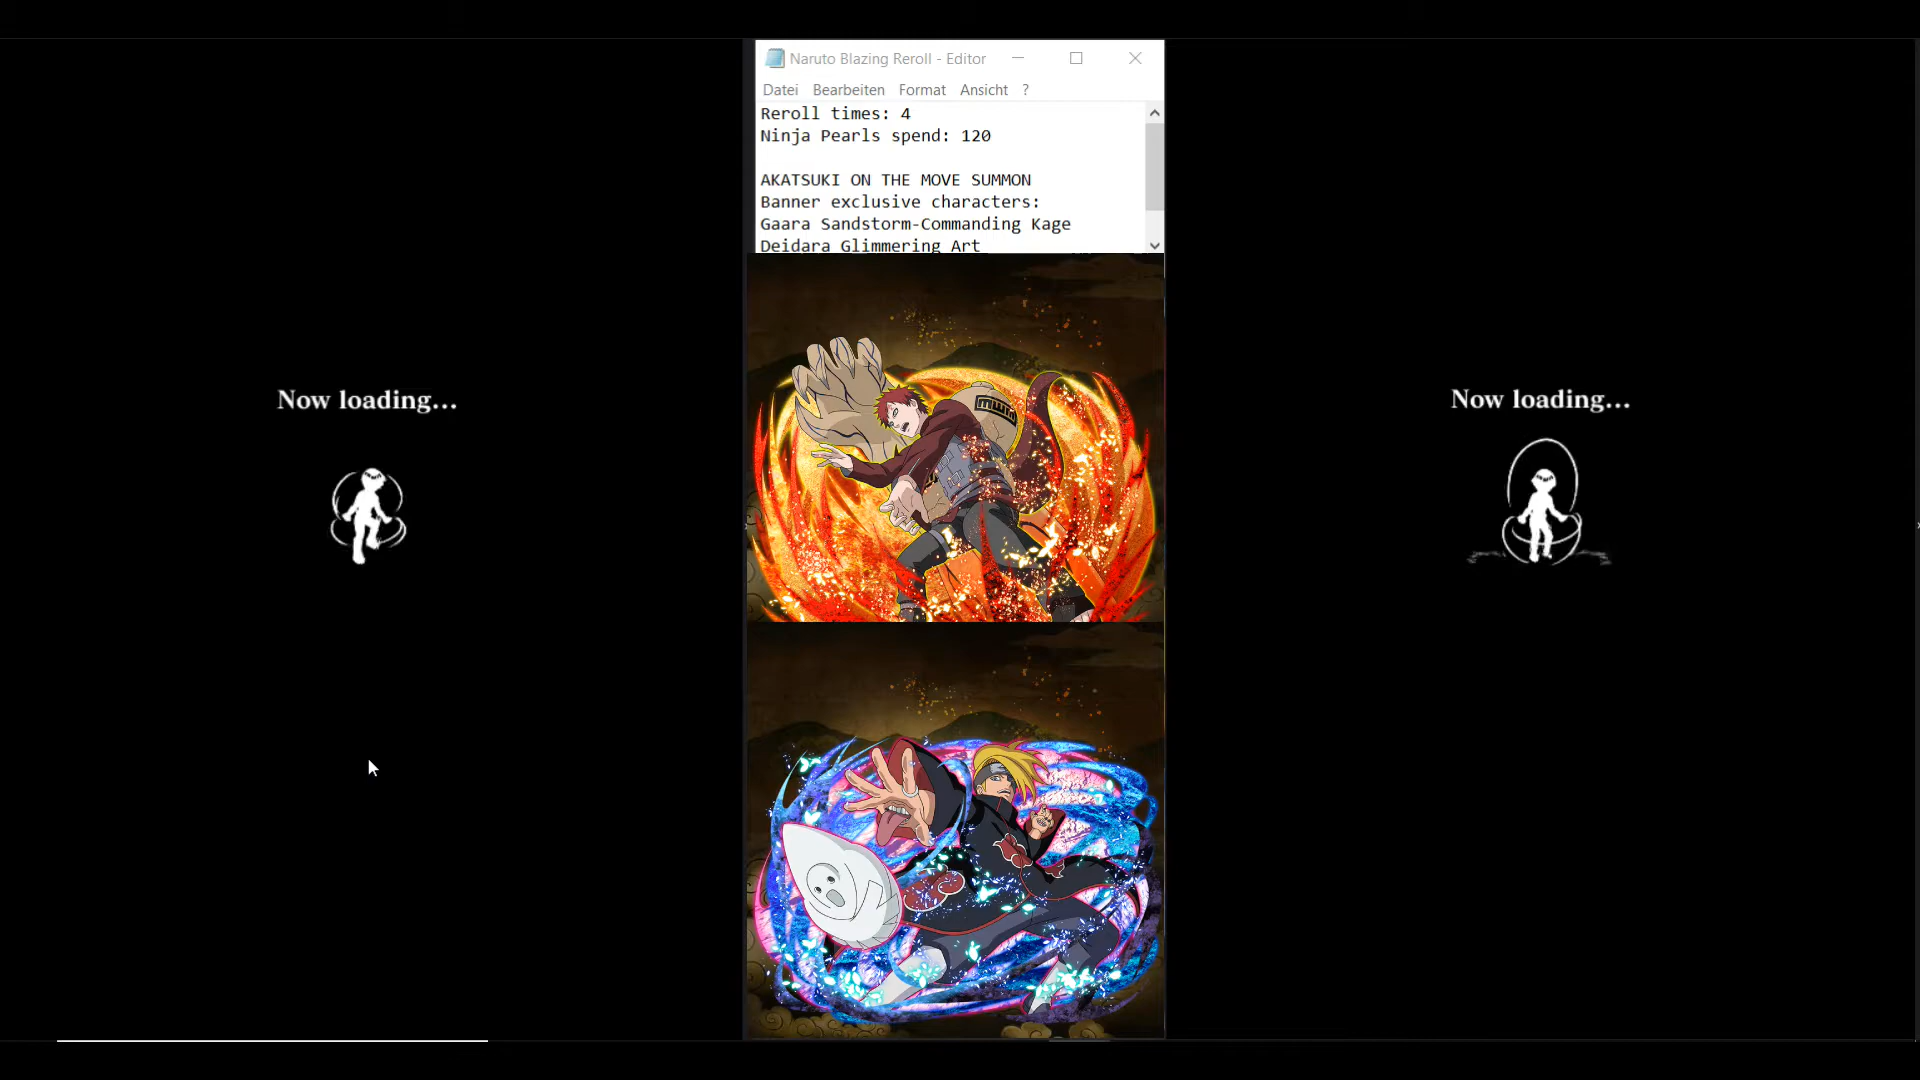 Naruto Blazing Reroll - Editor
Datei Bearbeiten Format Ansicht ?
Reroll times: 4
Ninja Pearls spend: 120
AKATSUKI ON THE MOVE SUMMON
Banner exclusive characters:
Gaara Sandstorm-Commanding Kage
Deidara Glimmering Art
Now loading...
Now loading...